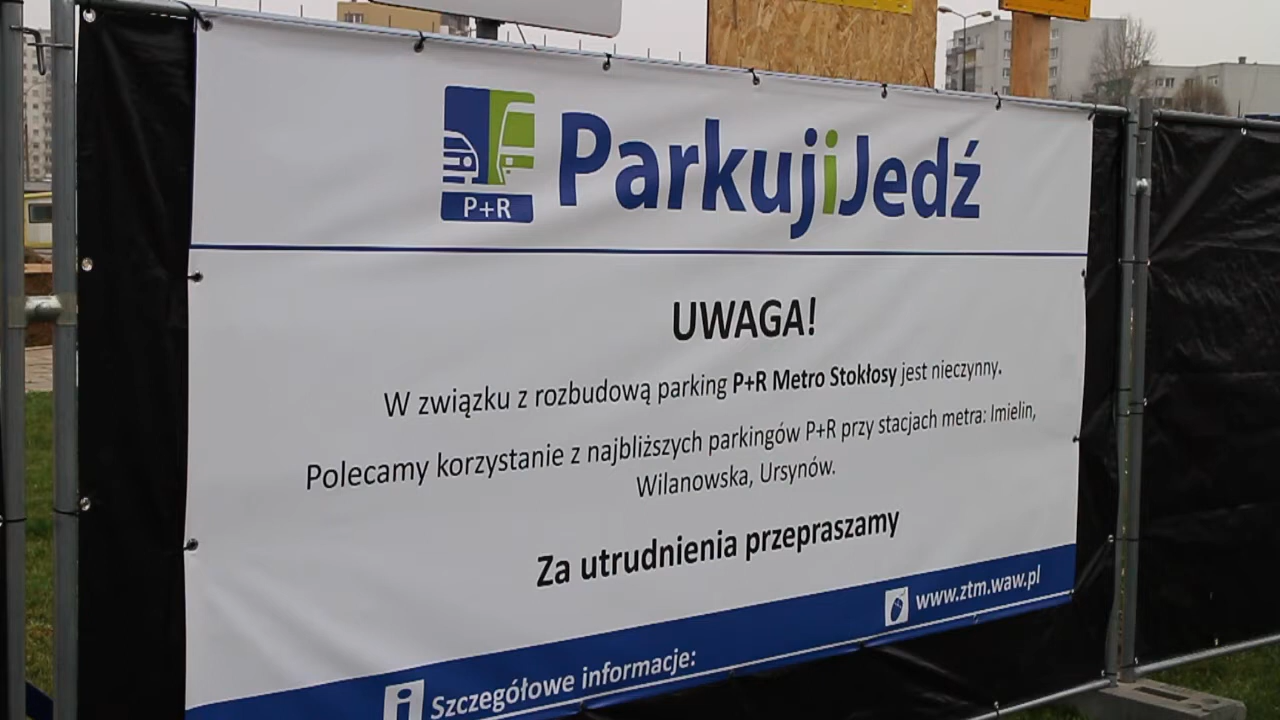 P+R
ParkujiJedź
UWAGA!
W związku z rozbudową parking P+R Metro Stokłosy jest nieczynny.
Polecamy korzystanie z najbliższych parkingów P+R przy stacjach metra: Imielin,
Wilanowska, Ursynów.
Za utrudnienia przepraszamy
i Szczegółowe informacje:
www.ztm.waw.pl